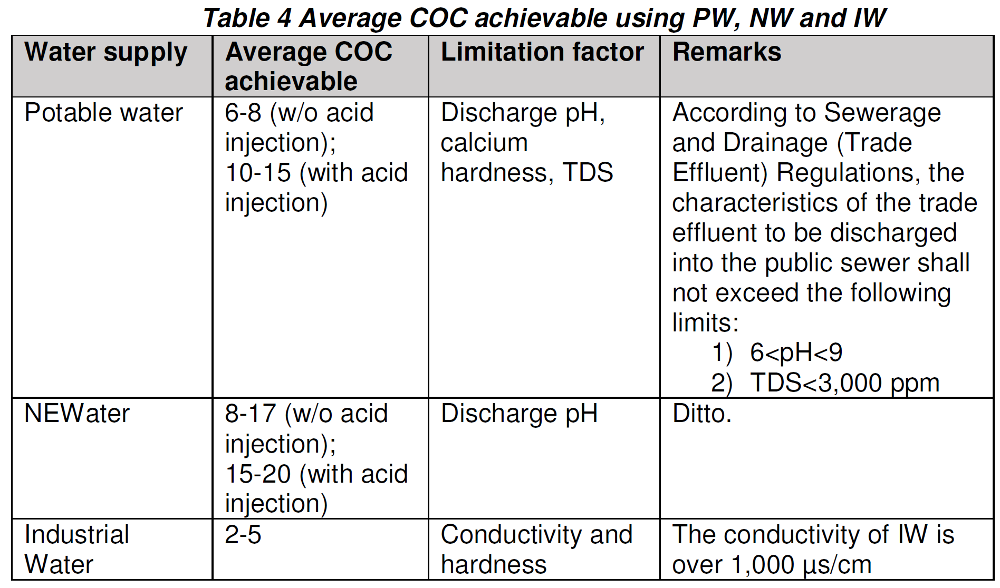 Table 4 Average COC achievable using PW, NW and IW
Water supply
Average COC
achievable
Limitation factor
Remarks
Potable water
6-8 (w/o acid
injection);
10-15 (with acid
injection)
Discharge pH,
calcium
hardness, TDS
According to Sewerage
and Drainage (Trade
Effluent) Regulations, the
characteristics of the trade
effluent to be discharged
into the public sewer shall
not exceed the following
limits:
1) 6<pH<9
2) TDS<3,000 ppm
NEWater
8-17 (w/o acid
injection);
15-20 (with acid
injection)
Discharge pH
Ditto.
Industrial
Water
2-5
Conductivity and
hardness
The conductivity of IW is
over 1,000 µs/cm